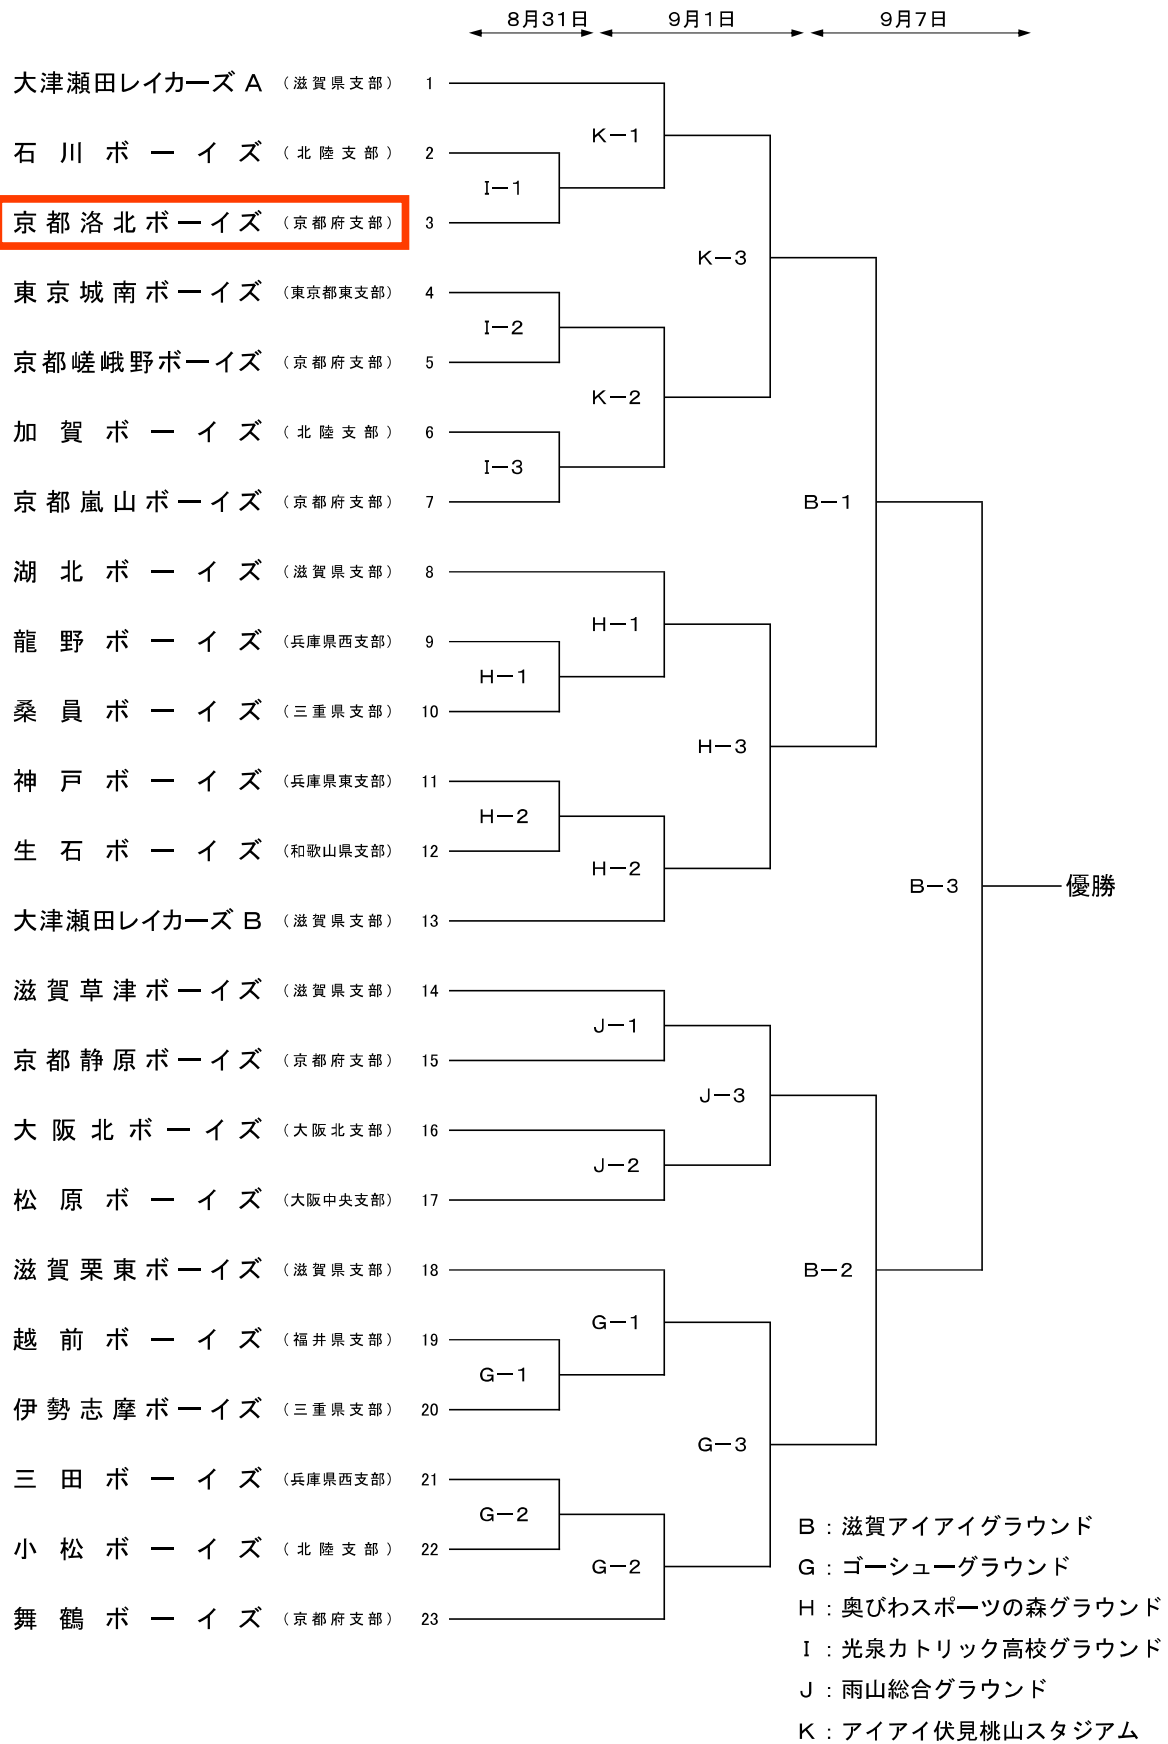 8月31日 9月1日 9月7日
大津瀬田レイカーズ A (滋賀県支部) 1
K－1
石川ボーイズ (北陸支部) 2
I－1
京都洛北ボーイズ (京都府支部) 3
K－3
東京城南ボーイズ (東京都東支部) 4
I－2
京都嵯峨野ボーイズ (京都府支部) 5
K－2
加賀ボーイズ (北陸支部) 6
I－3
京都嵐山ボーイズ (京都府支部) 7
B－1
湖北ボーイズ (滋賀県支部) 8
H－1
龍野ボーイズ (兵庫県西支部) 9
H－1
桑員ボーイズ (三重県支部) 10
H－3
神戸ボーイズ (兵庫県東支部) 11
H－2
生石ボーイズ (和歌山県支部) 12
H－2
B－3 優勝
大津瀬田レイカーズ B (滋賀県支部) 13
滋賀草津ボーイズ (滋賀県支部) 14
J－1
京都静原ボーイズ (京都府支部) 15
J－3
大阪北ボーイズ (大阪北支部) 16
J－2
松原ボーイズ (大阪中央支部) 17
滋賀栗東ボーイズ (滋賀県支部) 18
B－2
G－1
越前ボーイズ (福井県支部) 19
G－1
伊勢志摩ボーイズ (三重県支部) 20
G－3
三田ボーイズ (兵庫県西支部) 21
G－2
小松ボーイズ (北陸支部) 22
G－2
舞鶴ボーイズ (京都府支部) 23
B：滋賀アイアイグラウンド
G：ゴーシューグラウンド
H：奥びわスポーツの森グラウンド
I：光泉カトリック高校グラウンド
J：雨山総合グラウンド
K：アイアイ伏見桃山スタジアム